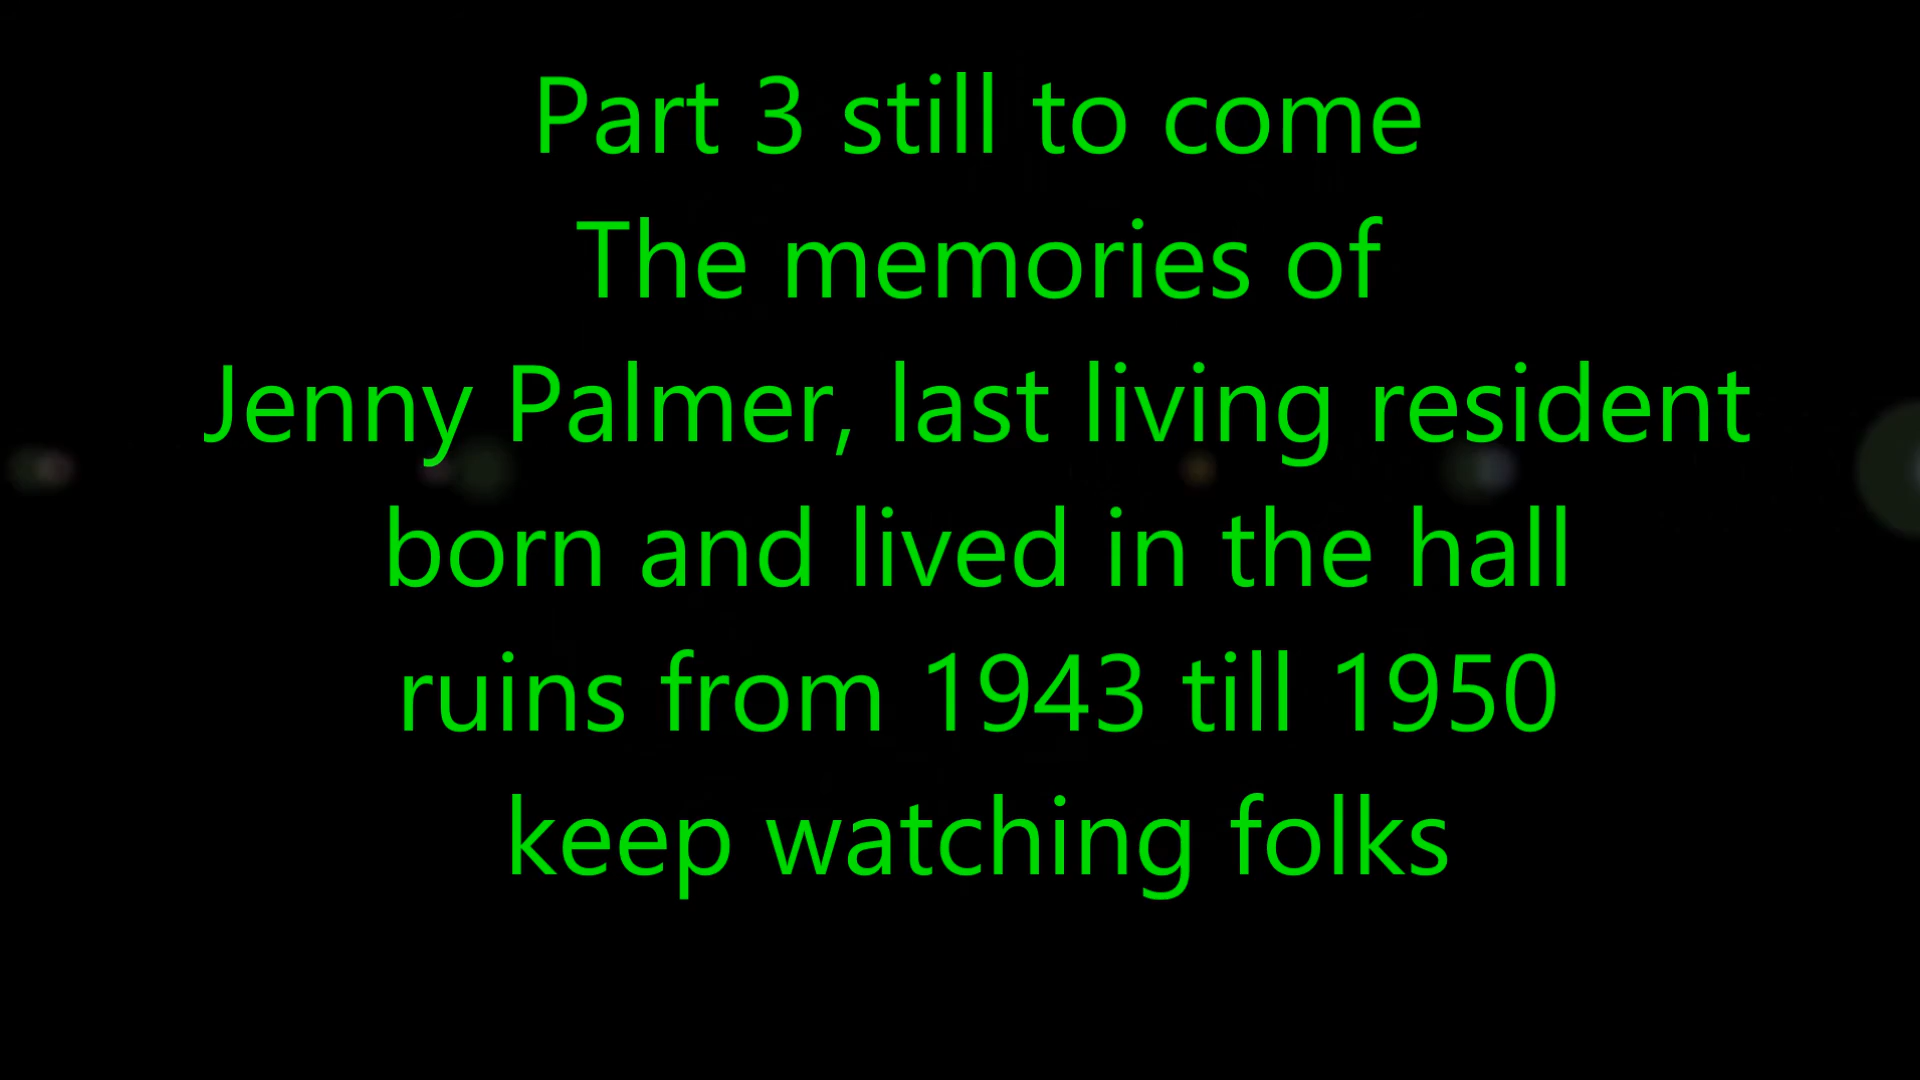 Part 3 still to come
The memories of
Jenny Palmer, last living resident
born and lived in the hall
ruins from 1943 till 1950
keep watching folks